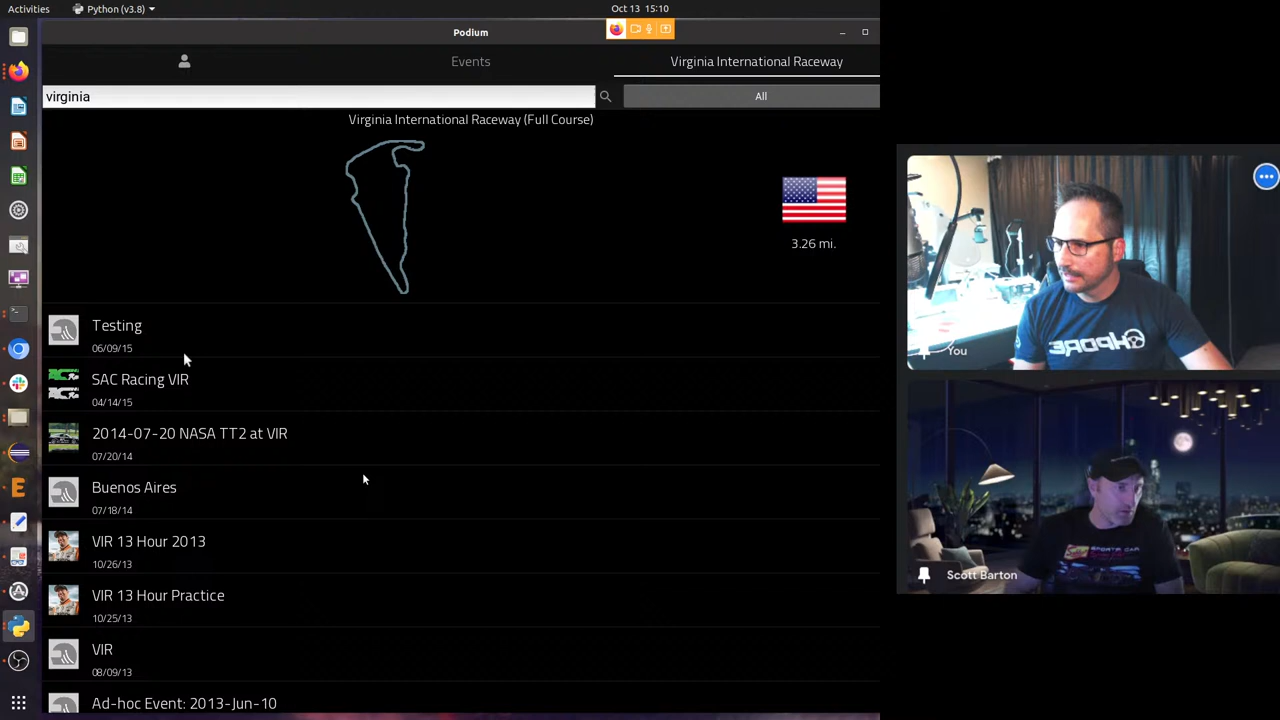 Activities
Python (v3.8)
Oct 13 15:10
Podium
Events
Virginia International Raceway
virginia
All
Virginia International Raceway (Full Course)
3.26 mi.
Testing
06/09/15
SAC Racing VIR
04/14/15
2014-07-20 NASA TT2 at VIR
07/20/14
Buenos Aires
07/18/14
VIR 13 Hour 2013
10/26/13
VIR 13 Hour Practice
10/25/13
VIR
08/09/13
Ad-hoc Event: 2013-Jun-10
You
Scott Barton